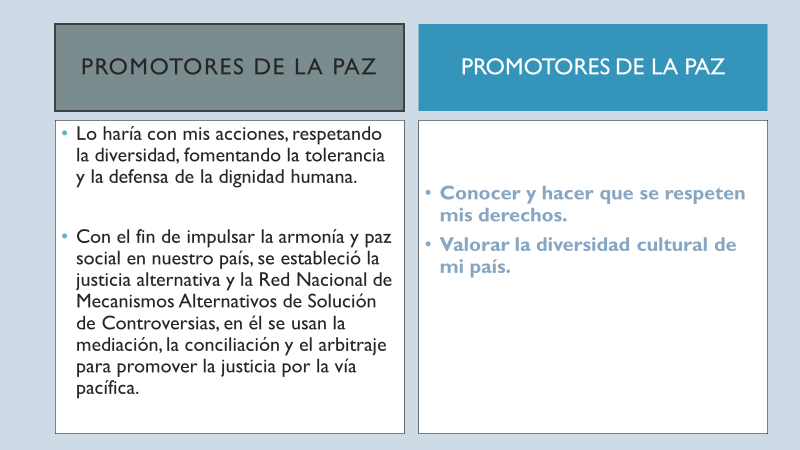 PROMOTORES DE LA PAZ
• Lo haría con mis acciones, respetando
la diversidad, fomentando la tolerancia
y la defensa de la dignidad humana.
• Con el fin de impulsar la armonía y paz
social en nuestro país, se estableció la
justicia alternativa y la Red Nacional de
Mecanismos Alternativos de Solución
de Controversias, en él se usan la
mediación, la conciliación y el arbitraje
para promover la justicia por la vía
pacífica.
PROMOTORES DE LA PAZ
• Conocer y hacer que se respeten
mis derechos.
• Valorar la diversidad cultural de
mi país.